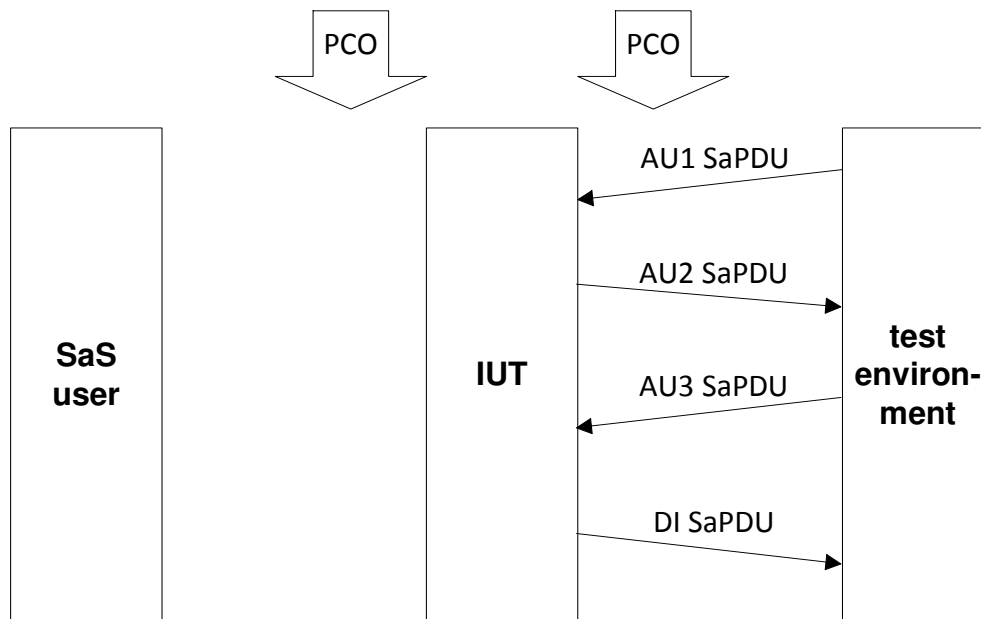 PCO
PCO
AU1 SaPDU
AU2 SaPDU
SaS
user
IUT
test
environ-
ment
AU3 SaPDU
DI SaPDU